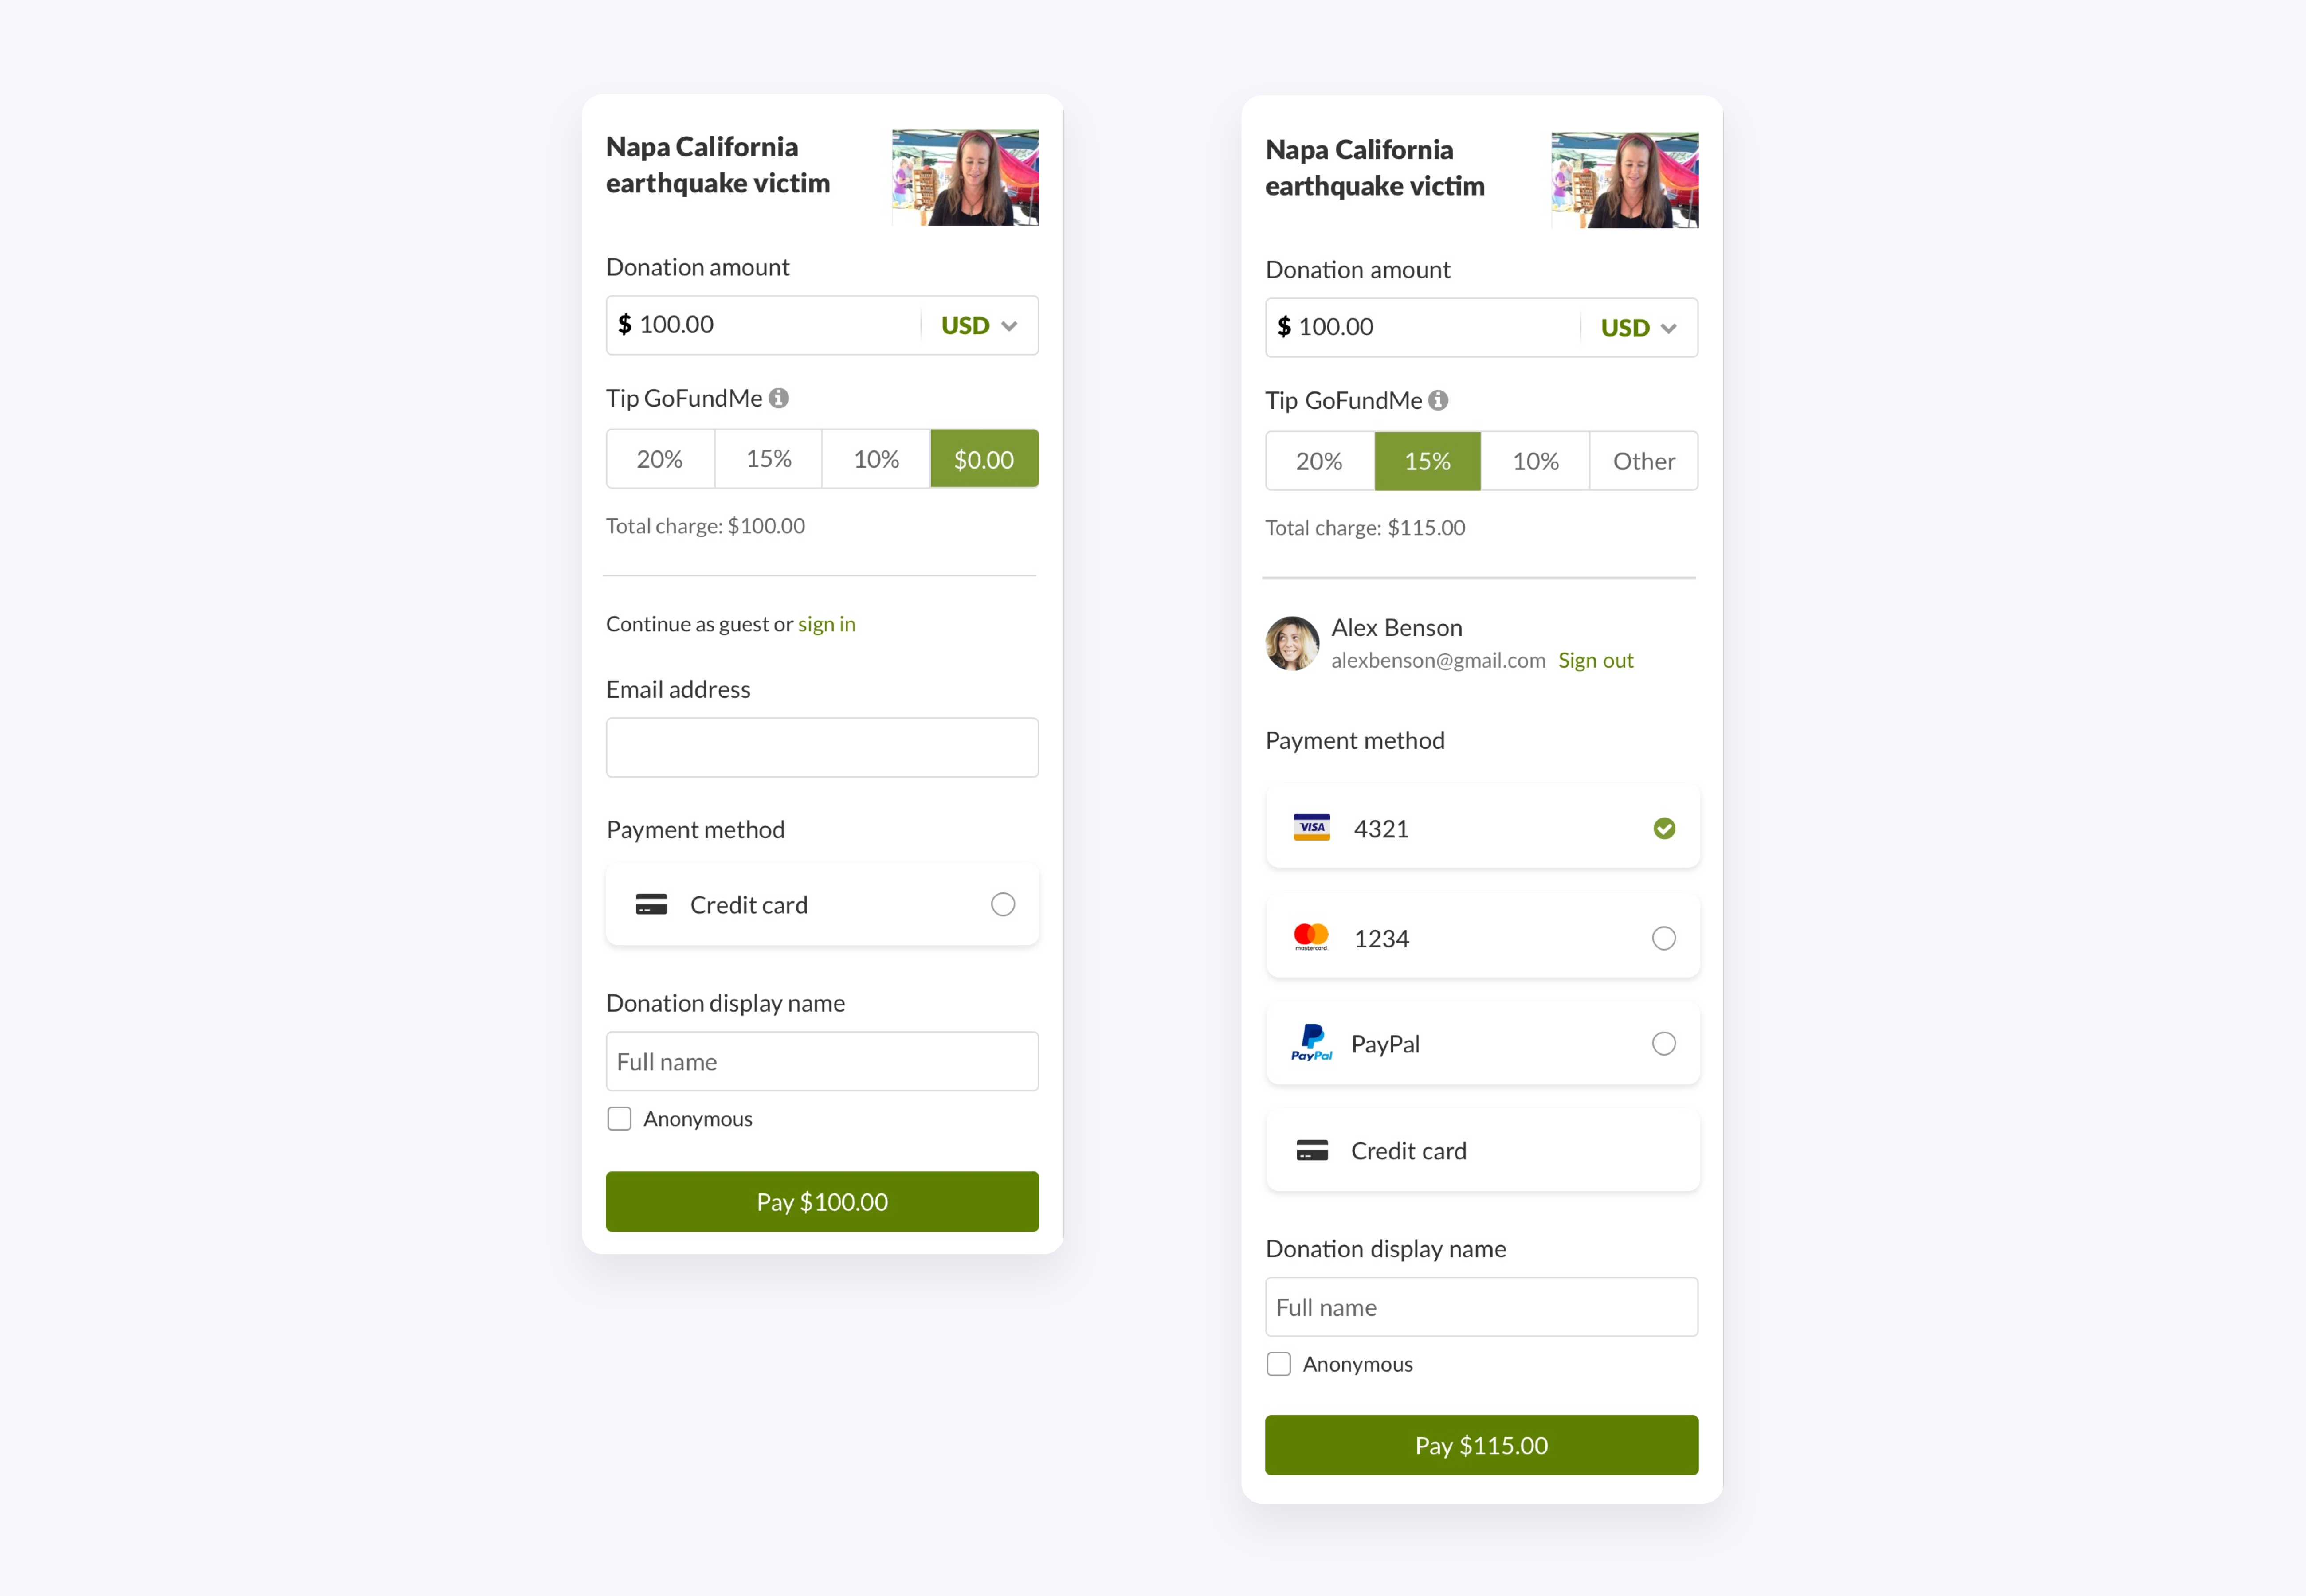 Napa California
earthquake victim
Donation amount
$ 100.00 USD
Tip GoFundMe
20% 15% 10% $0.00
Total charge: $100.00
Continue as guest or sign in
Email address
Payment method
Credit card
Donation display name
Full name
Anonymous
Pay $100.00
Napa California
earthquake victim
Donation amount
$ 100.00 USD
Tip GoFundMe
20% 15% 10% Other
Total charge: $115.00
Alex Benson
alexbenson@gmail.com Sign out
Payment method
VISA 4321
mastercard 1234
PayPal PayPal
Credit card
Donation display name
Full name
Anonymous
Pay $115.00